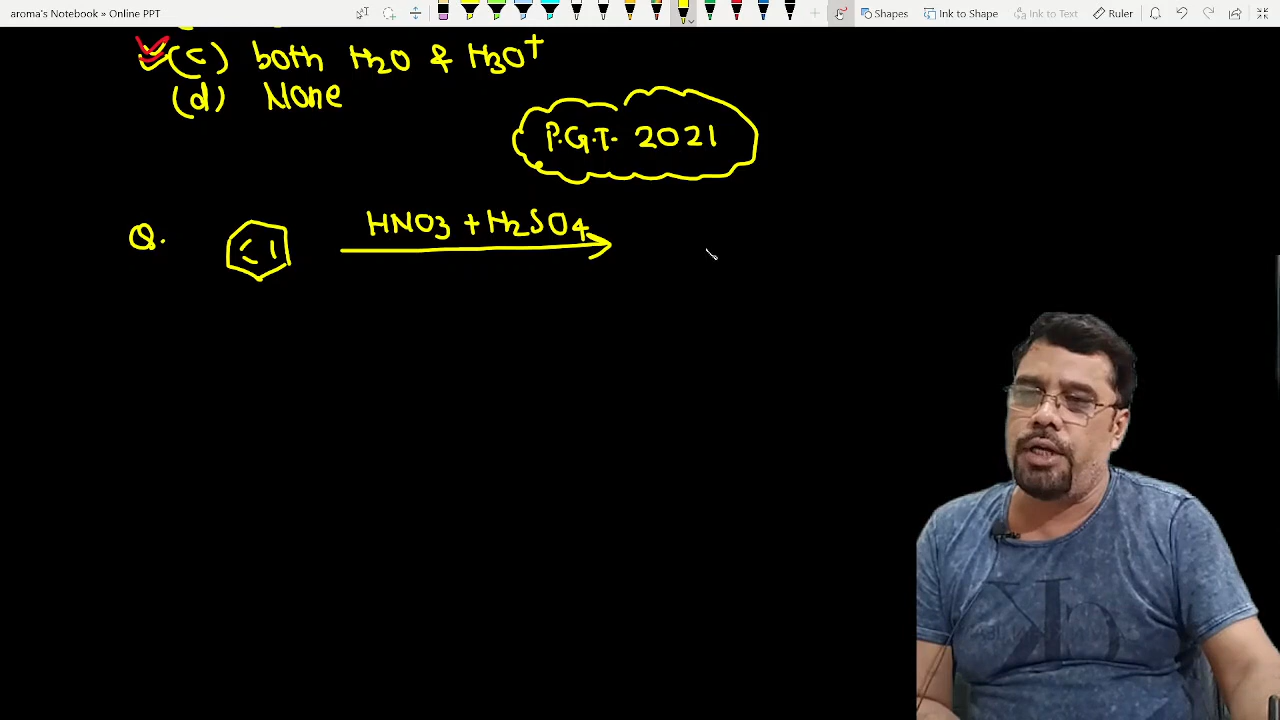 aroma's Notebook » Online PPT
Shapes Ink to Shape Ink to Text Ruler
(c) both H2O & H3O+
(d) None
P.G.T. 2021
Q. HNO3 + H2SO4